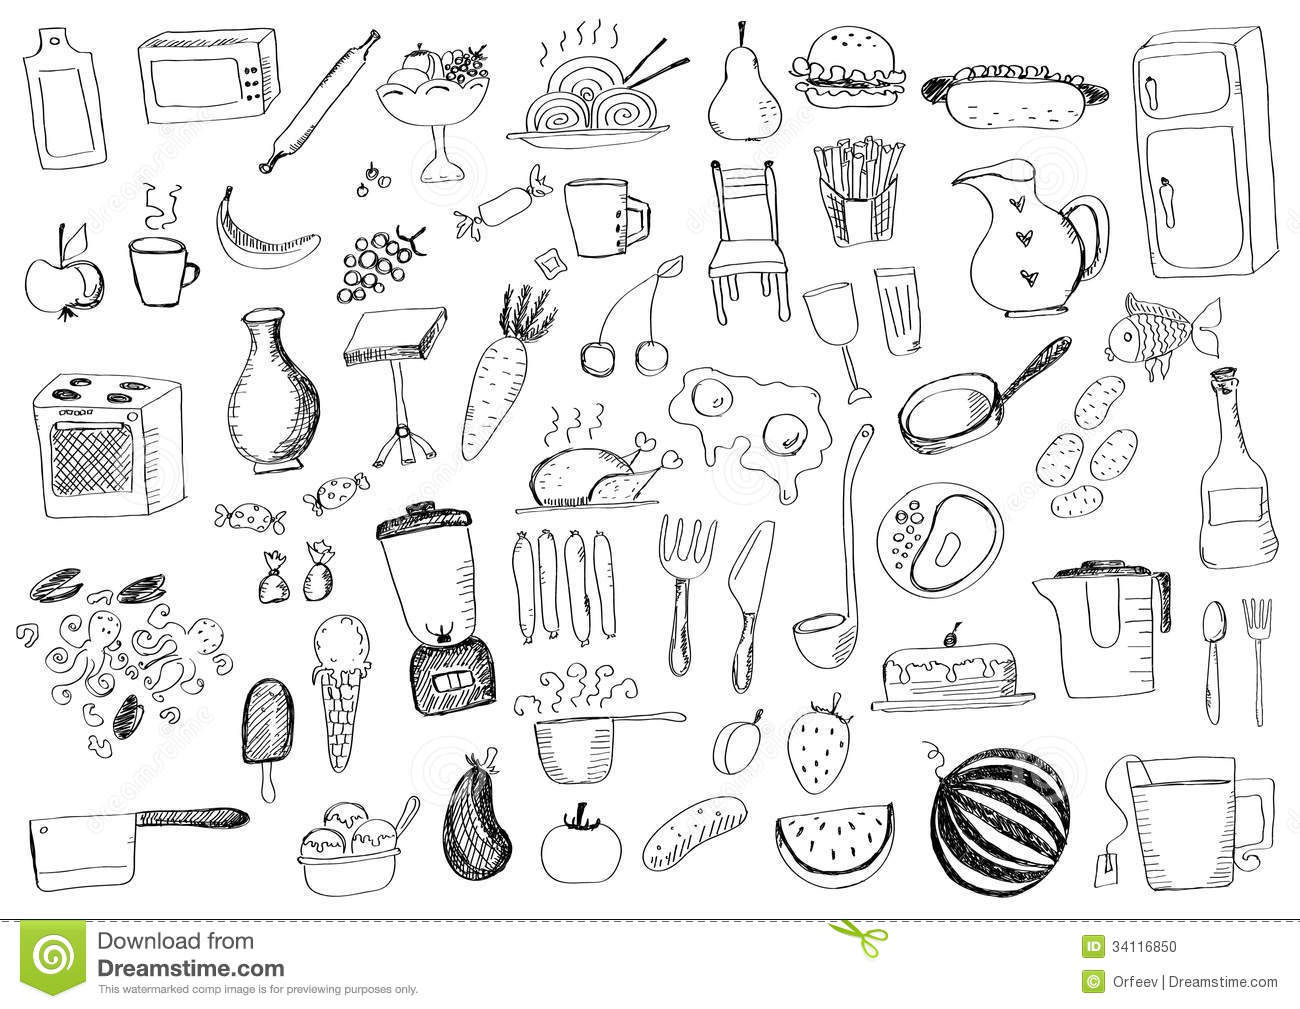 Download from
Dreamstime.com
This watermarked comp image is for previewing purposes only.
ID 34116850
© Orfeev | Dreamstime.com